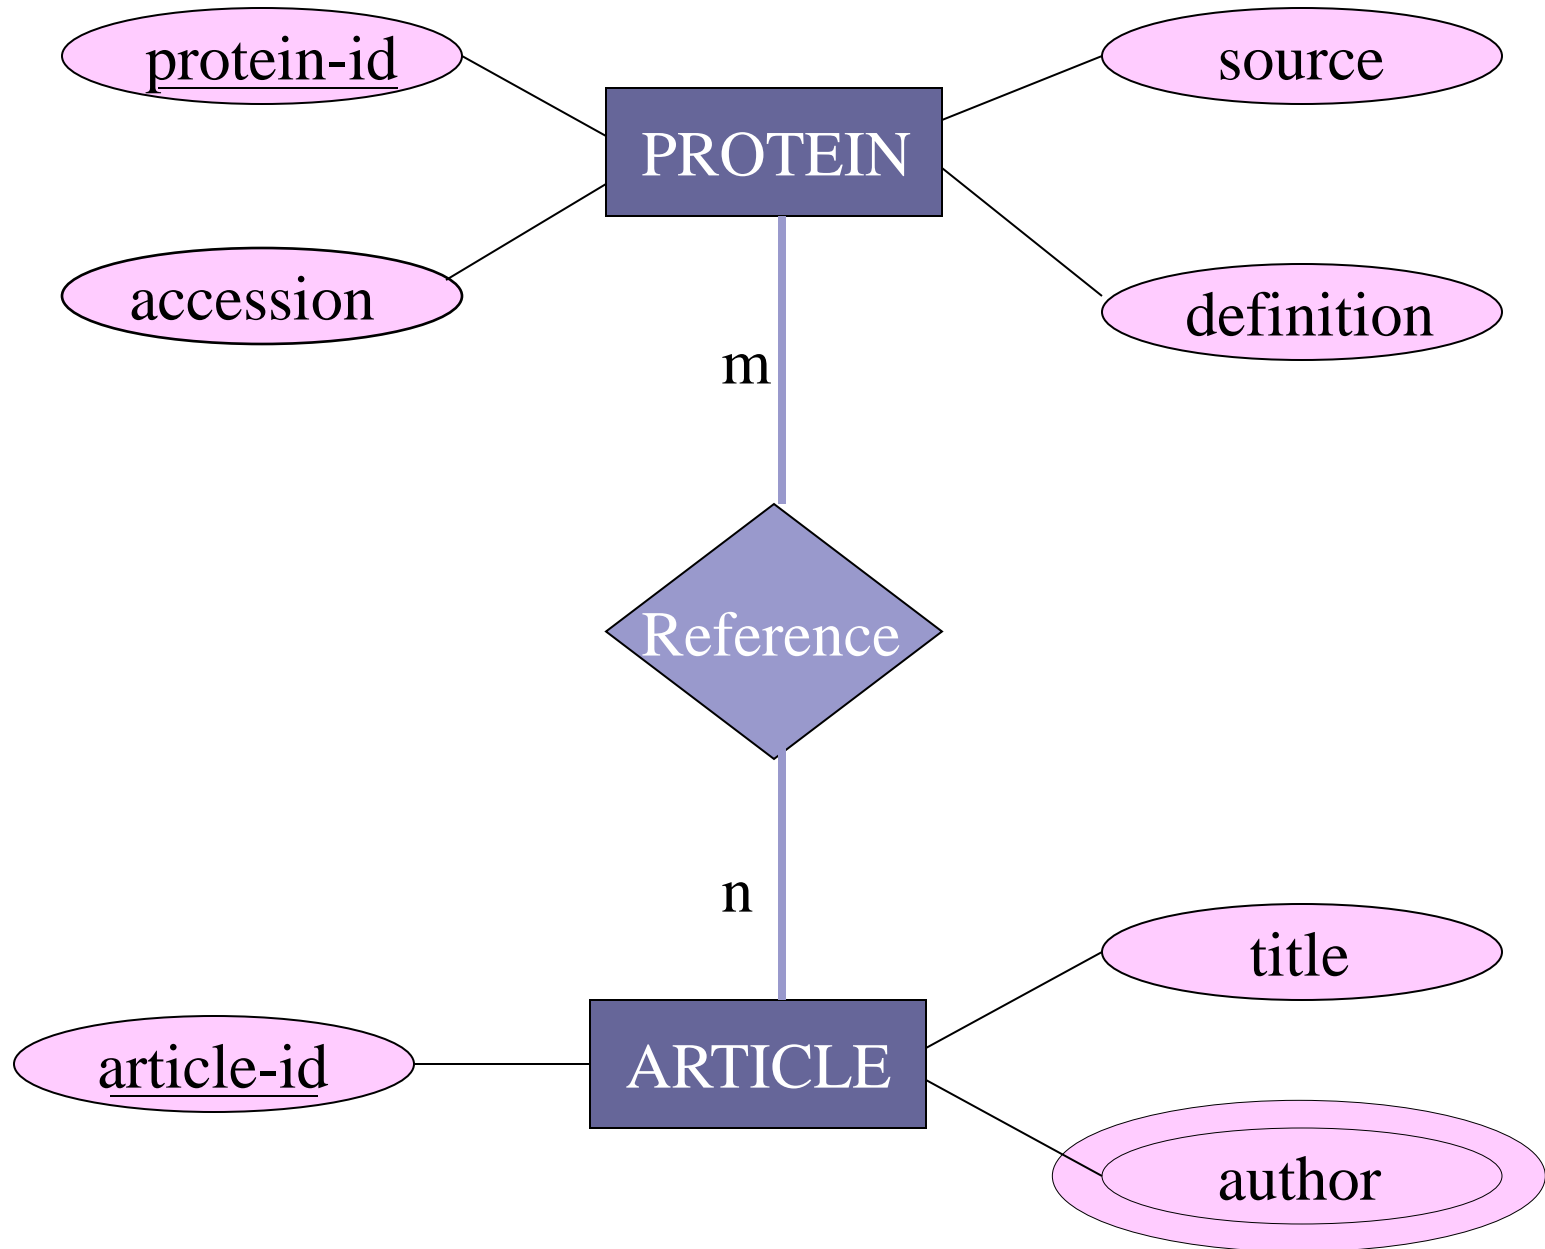 protein-id
source
PROTEIN
accession
definition
m
Reference
n
title
article-id
ARTICLE
author